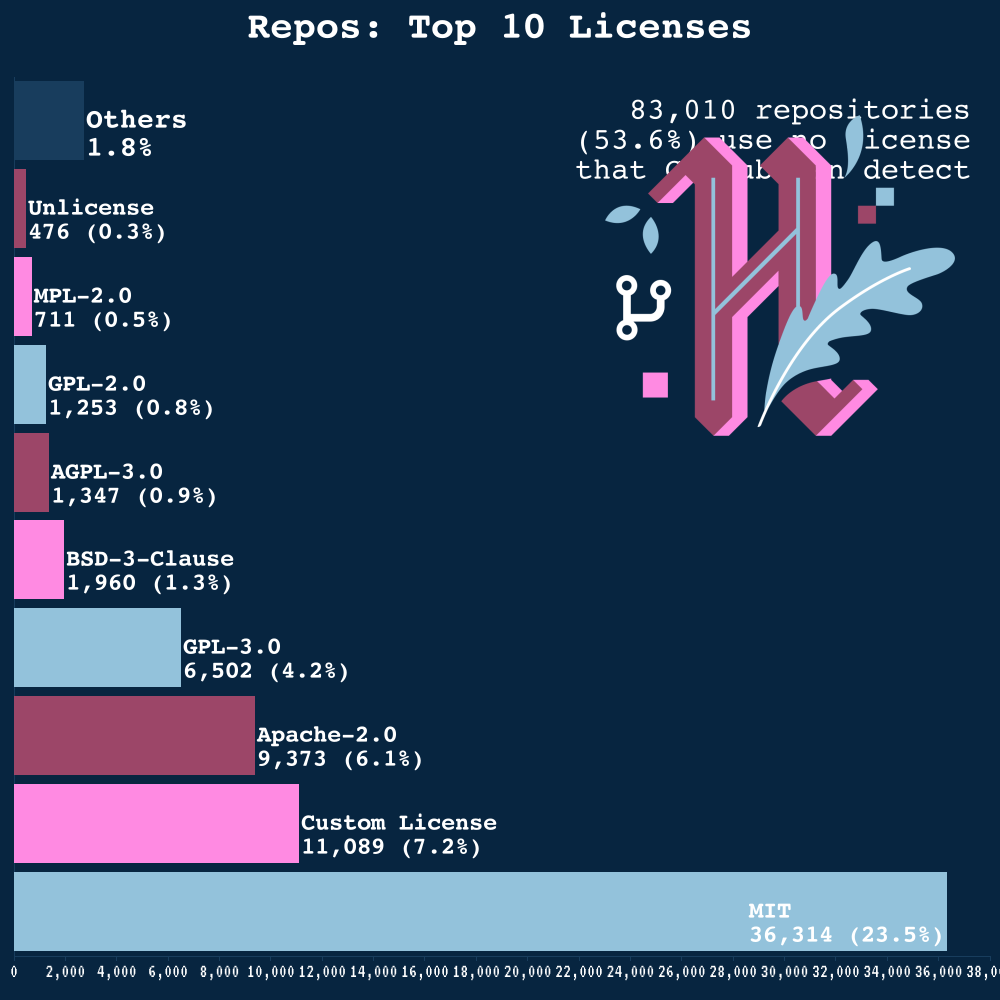 Repos: Top 10 Licenses
83,010 repositories
(53.6%) use no license
that detect
Others
1.8%
Unlicense
476 (0.3%)
MPL-2.0
711 (0.5%)
GPL-2.0
1,253 (0.8%)
AGPL-3.0
1,347 (0.9%)
BSD-3-Clause
1,960 (1.3%)
GPL-3.0
6,502 (4.2%)
Apache-2.0
9,373 (6.1%)
Custom License
11,089 (7.2%)
MIT
36,314 (23.5%)
0 2,000 4,000 6,000 8,000 10,000 12,000 14,000 16,000 18,000 20,000 22,000 24,000 26,000 28,000 30,000 32,000 34,000 36,000